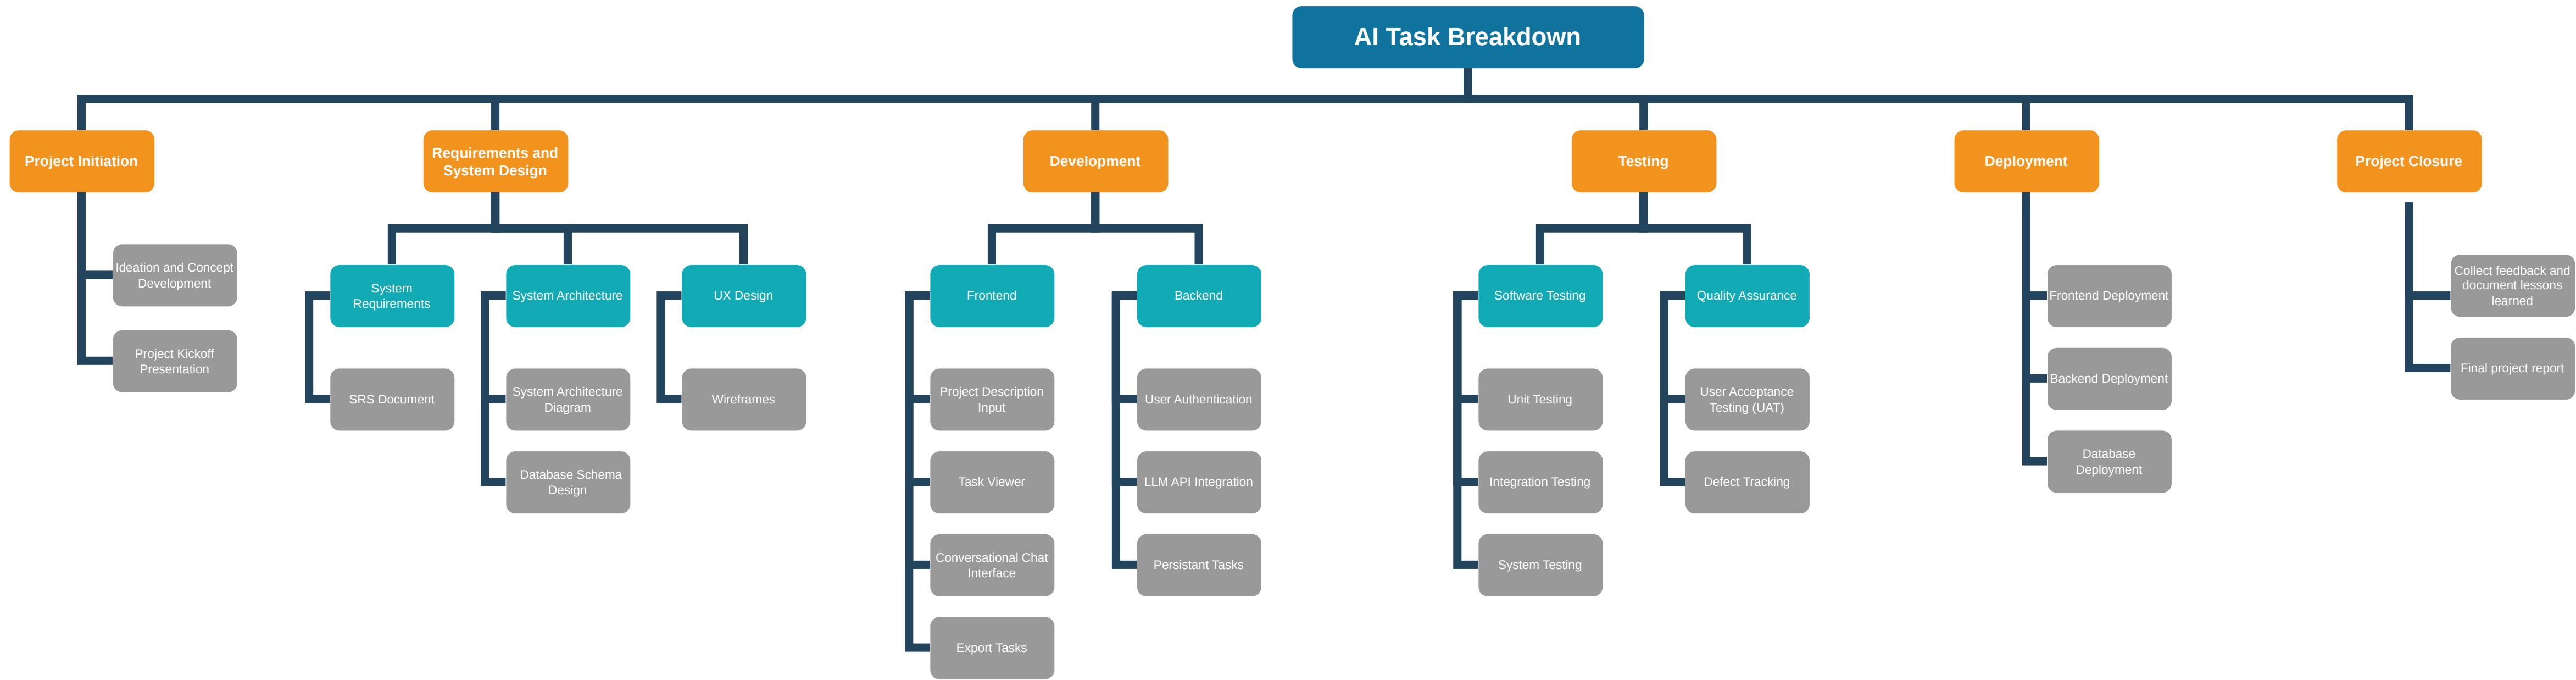 AI Task Breakdown
Project Initiation
Requirements and
System Design
Development
Testing
Deployment
Project Closure
Ideation and Concept
Development
Project Kickoff
Presentation
System
Requirements
SRS Document
System Architecture
System Architecture
Diagram
Database Schema
Design
UX Design
Wireframes
Frontend
Project Description
Input
Task Viewer
Conversational Chat
Interface
Export Tasks
Backend
User Authentication
LLM API Integration
Persistant Tasks
Software Testing
Unit Testing
Integration Testing
System Testing
Quality Assurance
User Acceptance
Testing (UAT)
Defect Tracking
Frontend Deployment
Backend Deployment
Database
Deployment
Collect feedback and
document lessons
learned
Final project report